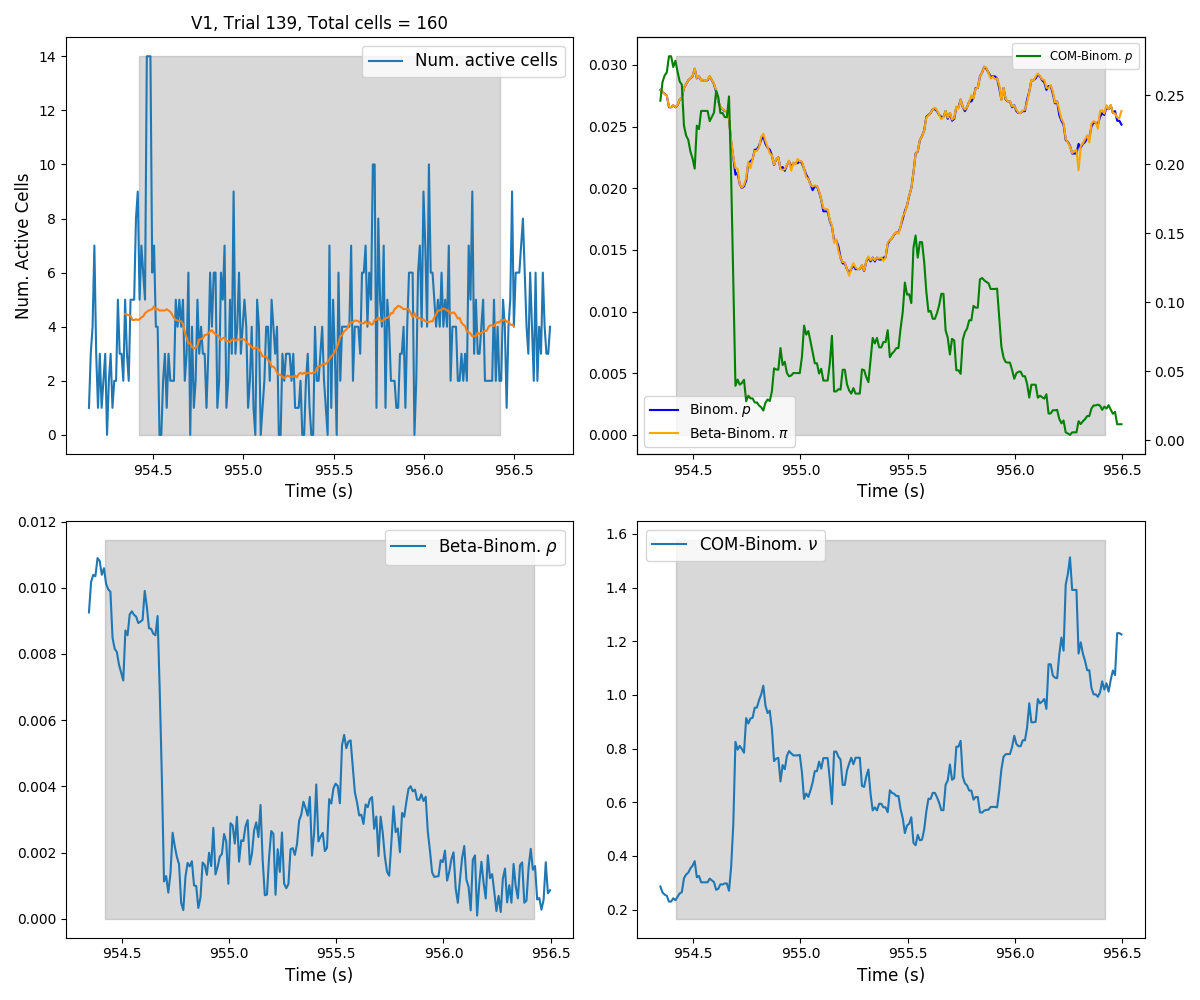 V1, Trial 139, Total cells = 160
Num. active cells
Num. Active Cells
14
12
10
8
6
4
2
0
954.5 955.0 955.5 956.0 956.5
Time (s)
COM-Binom. p
0.030
0.025
0.020
0.015
0.010
0.005
0.000
0.25
0.20
0.15
0.10
0.05
0.00
Binom. p
Beta-Binom. π
954.5 955.0 955.5 956.0 956.5
Time (s)
Beta-Binom. ρ
0.012
0.010
0.008
0.006
0.004
0.002
0.000
954.5 955.0 955.5 956.0 956.5
Time (s)
COM-Binom. ν
1.6
1.4
1.2
1.0
0.8
0.6
0.4
0.2
954.5 955.0 955.5 956.0 956.5
Time (s)